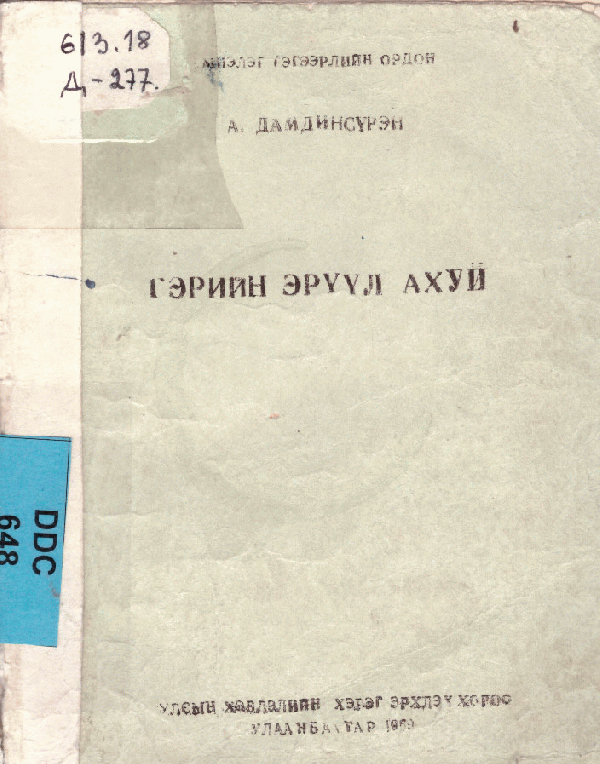 613.18
Д-277.
ГЭГЭЭРЛИЙН ОРДОН
А. ДАМДИНСҮРЭН
ГЭРИЙН ЭРҮҮЛ АХУЙ
DDC
648
УЛСЫН ХЭВЛЭЛИЙН ХЭРЭГ ЭРХЛЭХ ХОРОО
УЛААНБААТАР